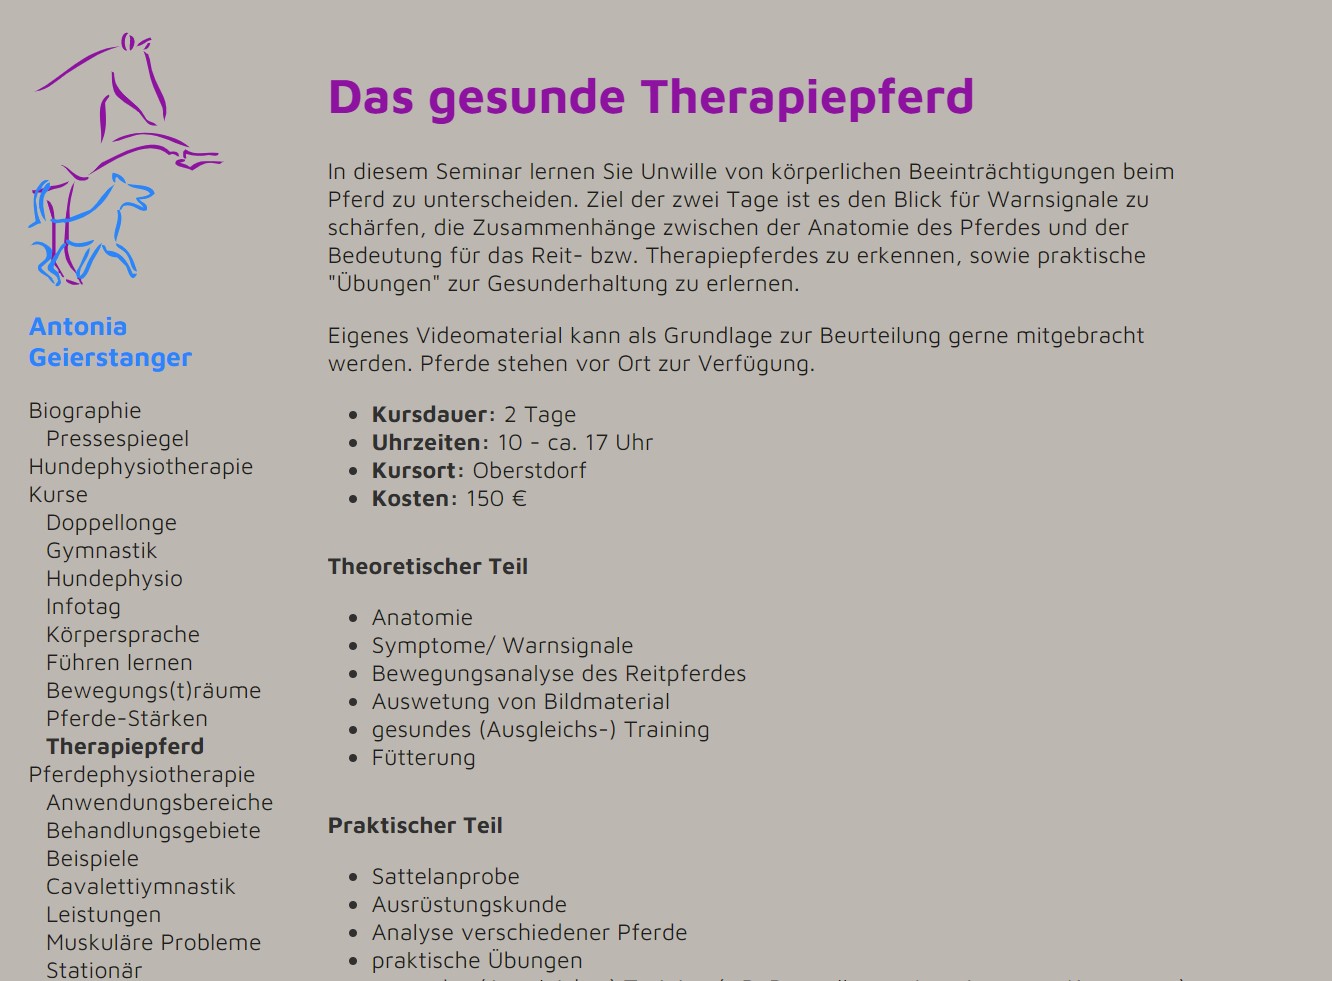 Antonia
Geierstanger
Biographie
Pressespiegel
Hundephysiotherapie
Kurse
Doppellonge
Gymnastik
Hundephysio
Infotag
Körpersprache
Führen lernen
Bewegungs(t)räume
Pferde-Stärken
Therapiepferd
Pferdephysiotherapie
Anwendungsbereiche
Behandlungsgebiete
Beispiele
Cavalettiymnastik
Leistungen
Muskuläre Probleme
Stationär
Das gesunde Therapiepferd
In diesem Seminar lernen Sie Unwille von körperlichen Beeinträchtigungen beim
Pferd zu unterscheiden. Ziel der zwei Tage ist es den Blick für Warnsignale zu
schärfen, die Zusammenhänge zwischen der Anatomie des Pferdes und der
Bedeutung für das Reit- bzw. Therapiepferdes zu erkennen, sowie praktische
"Übungen" zur Gesunderhaltung zu erlernen.
Eigenes Videomaterial kann als Grundlage zur Beurteilung gerne mitgebracht
werden. Pferde stehen vor Ort zur Verfügung.
• Kursdauer: 2 Tage
• Uhrzeiten: 10 - ca. 17 Uhr
• Kursort: Oberstdorf
• Kosten: 150 €
Theoretischer Teil
• Anatomie
• Symptome/ Warnsignale
• Bewegungsanalyse des Reitpferdes
• Auswetung von Bildmaterial
• gesundes (Ausgleichs-) Training
• Fütterung
Praktischer Teil
• Sattelanprobe
• Ausrüstungskunde
• Analyse verschiedener Pferde
• praktische Übungen